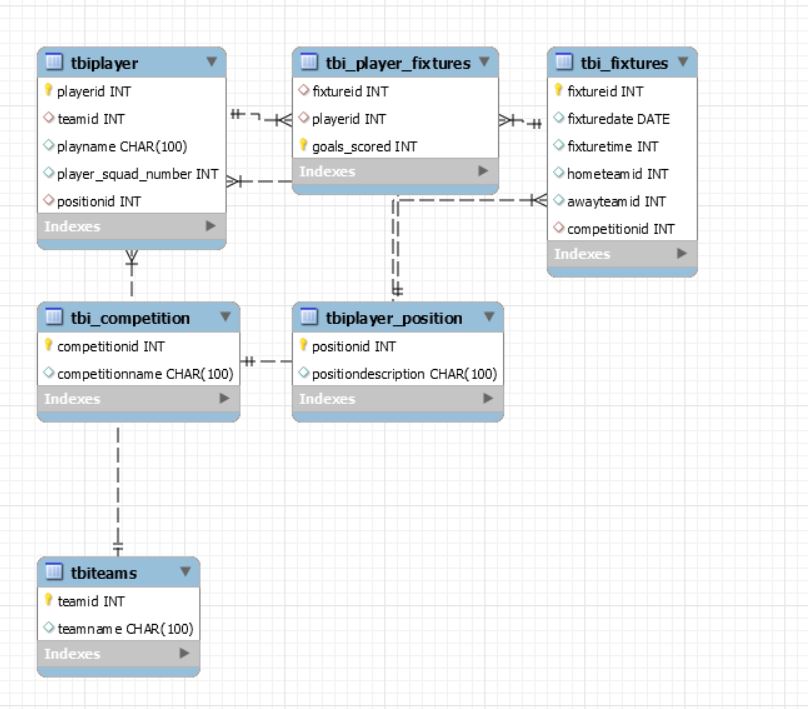 tbiplayer
playerid INT
teamid INT
playname CHAR(100)
player_squad_number INT
positionid INT
Indexes
tbi_player_fixtures
fixtureid INT
playerid INT
goals_scored INT
Indexes
tbi_fixtures
fixtureid INT
fixturedate DATE
fixturetime INT
hometeamid INT
awayteamid INT
competitionid INT
Indexes
tbi_competition
competitionid INT
competitionname CHAR(100)
Indexes
tbiplayer_position
positionid INT
positiondescription CHAR(100)
Indexes
tbiteams
teamid INT
teamname CHAR(100)
Indexes